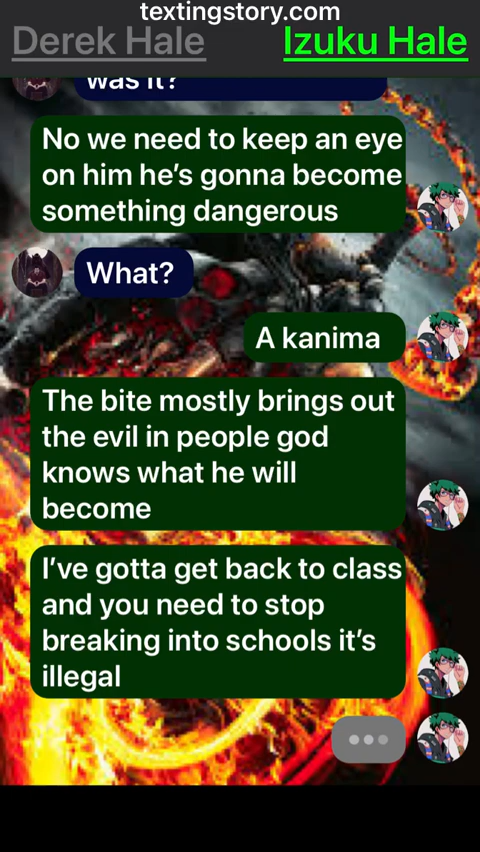 textingstory.com
Derek Hale
Izuku Hale
was it?
No we need to keep an eye
on him he's gonna become
something dangerous
What?
A kanima
The bite mostly brings out
the evil in people god
knows what he will
become
I've gotta get back to class
and you need to stop
breaking into schools it's
illegal